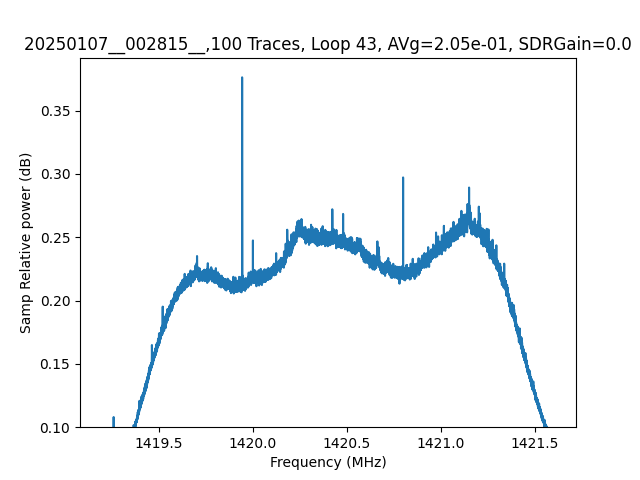 20250107__002815__,100 Traces, Loop 43, AVg=2.05e-01, SDRGain=0.0
Samp Relative power (dB)
0.35
0.30
0.25
0.20
0.15
0.10
1419.5 1420.0 1420.5 1421.0 1421.5
Frequency (MHz)